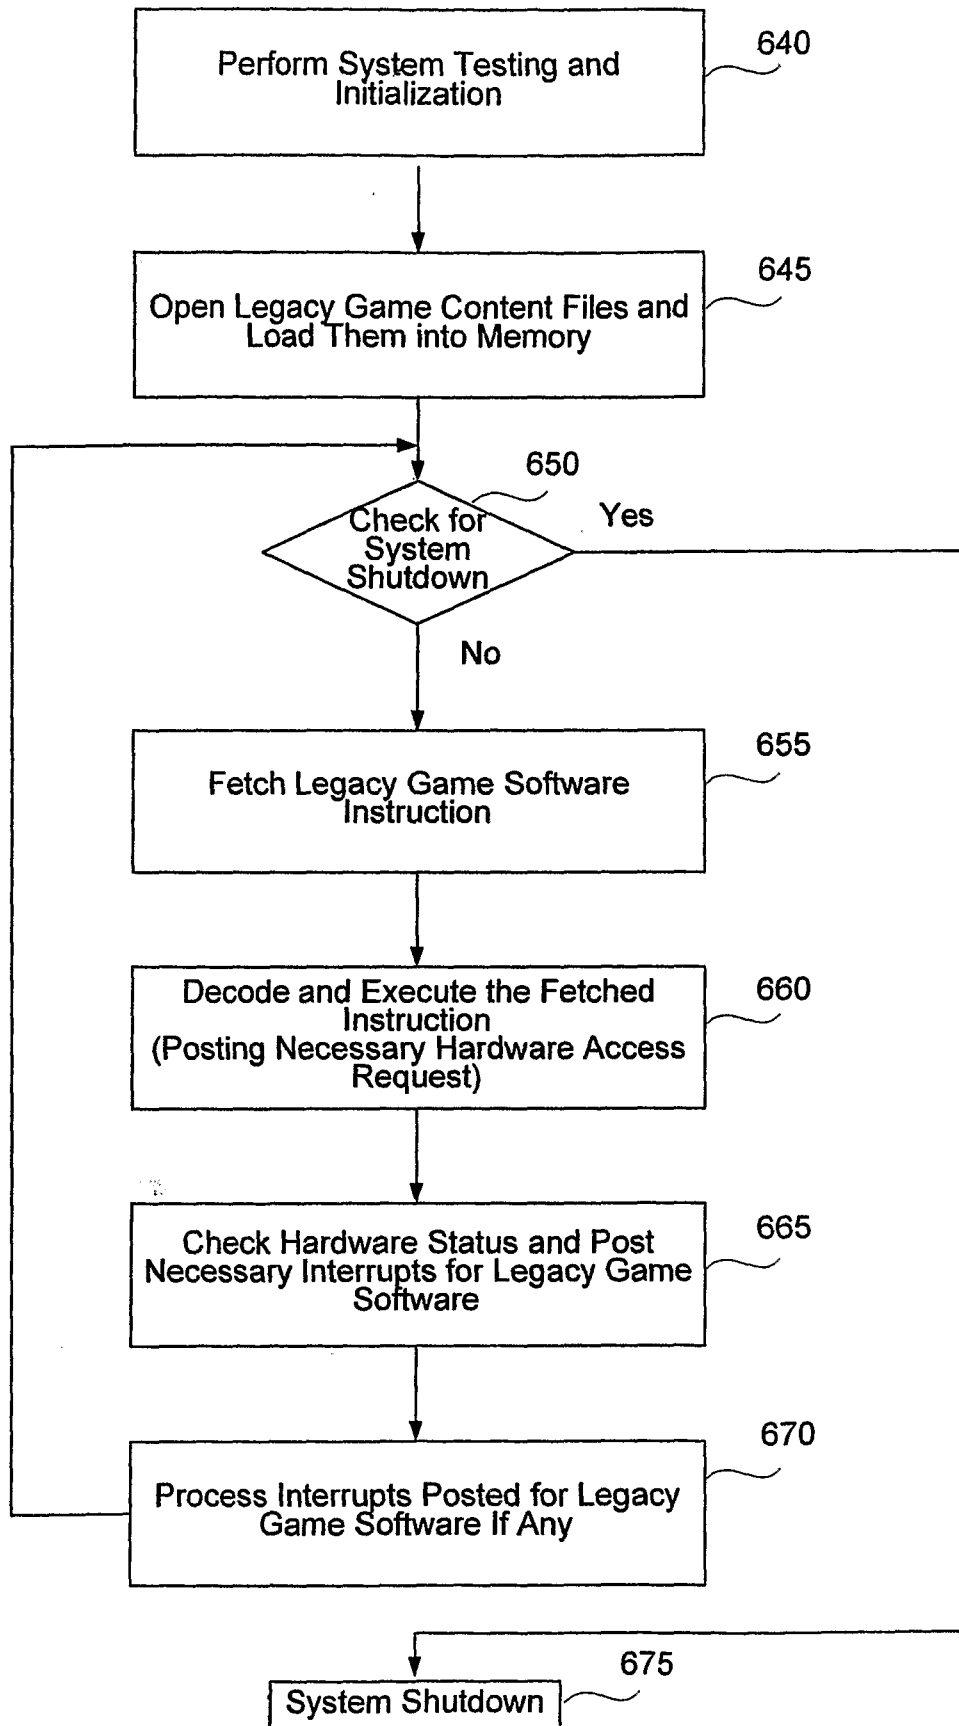 640
Perform System Testing and
Initialization
645
Open Legacy Game Content Files and
Load Them into Memory
650
Yes
Check for
System
Shutdown
No
655
Fetch Legacy Game Software
Instruction
660
Decode and Execute the Fetched
Instruction
(Posting Necessary Hardware Access
Request)
665
Check Hardware Status and Post
Necessary Interrupts for Legacy Game
Software
670
Process Interrupts Posted for Legacy
Game Software If Any
675
System Shutdown